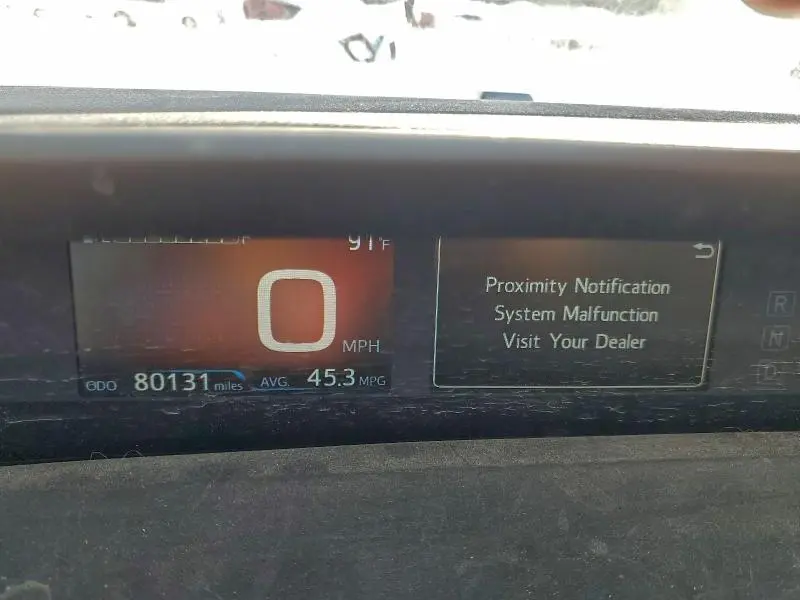 91°F
0 MPH
ODO 80131 miles AVG. 45.3 MPG
Proximity Notification
System Malfunction
Visit Your Dealer
R
N
D